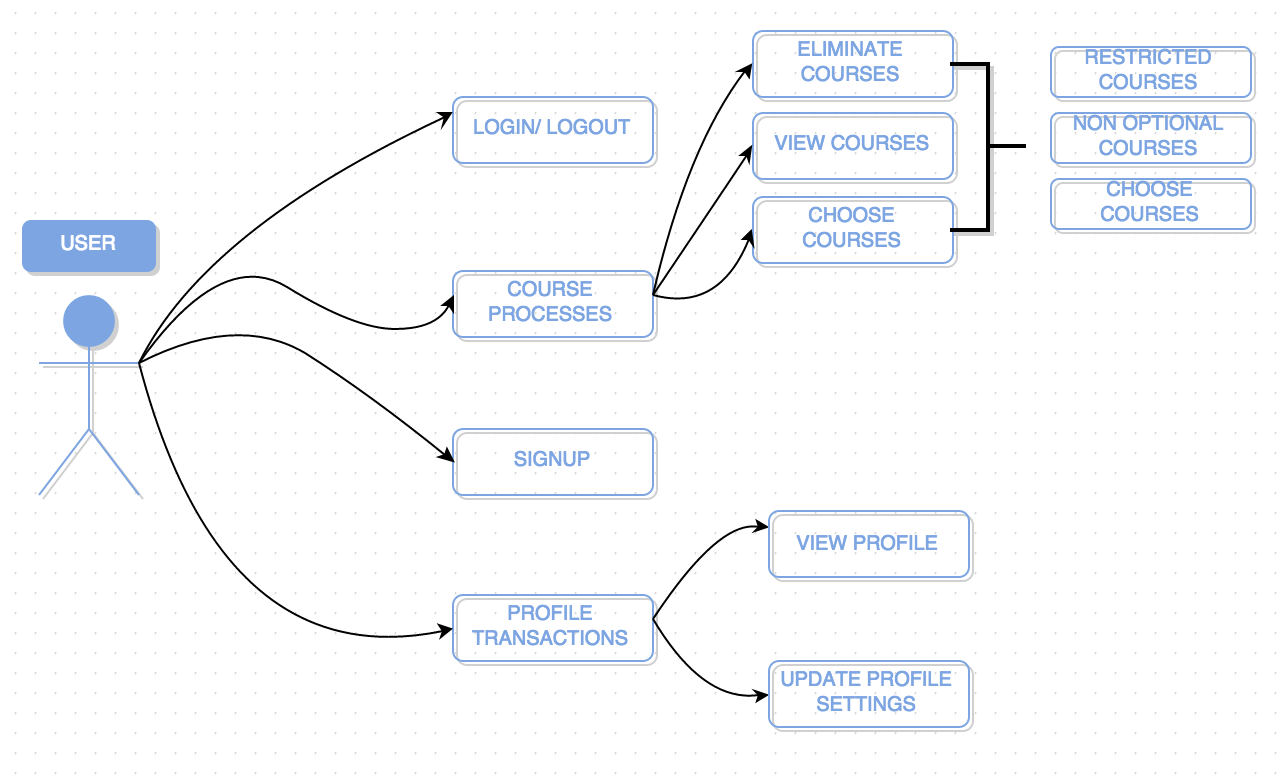 USER
LOGIN/ LOGOUT
COURSE
PROCESSES
SIGNUP
PROFILE
TRANSACTIONS
ELIMINATE
COURSES
VIEW COURSES
CHOOSE
COURSES
RESTRICTED
COURSES
NON OPTIONAL
COURSES
CHOOSE
COURSES
VIEW PROFILE
UPDATE PROFILE
SETTINGS